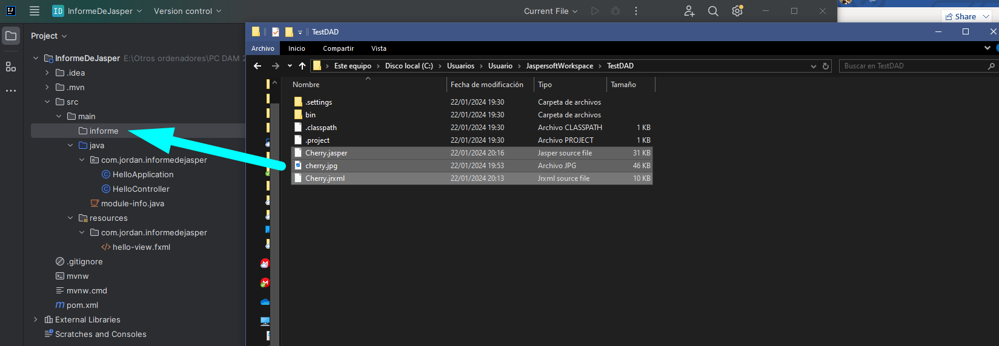 IJ ID InformeDeJasper Version control Current File
Share
Project
TestDAD
Archivo Inicio Compartir Vista
InformeDeJasper E:\Otros ordenadores\PC DAM 2
Este equipo Disco local (C:) Usuarios Usuario JaspersoftWorkspace TestDAD Buscar en TestDAD
.idea
.mvn
src
main
informe
java
com.jordan.informedejasper
HelloApplication
HelloController
module-info.java
resources
com.jordan.informedejasper
hello-view.fxml
.gitignore
mvnw
mvnw.cmd
m pom.xml
External Libraries
Scratches and Consoles
Nombre Fecha de modificación Tipo Tamaño
.settings 22/01/2024 19:30 Carpeta de archivos
bin 22/01/2024 19:30 Carpeta de archivos
.classpath 22/01/2024 19:30 Archivo CLASSPATH 1 KB
.project 22/01/2024 19:30 Archivo PROJECT 1 KB
Cherry.jasper 22/01/2024 20:16 Jasper source file 31 KB
cherry.jpg 22/01/2024 19:53 Archivo JPG 46 KB
Cherry.jrxml 22/01/2024 20:13 Jrxml source file 10 KB